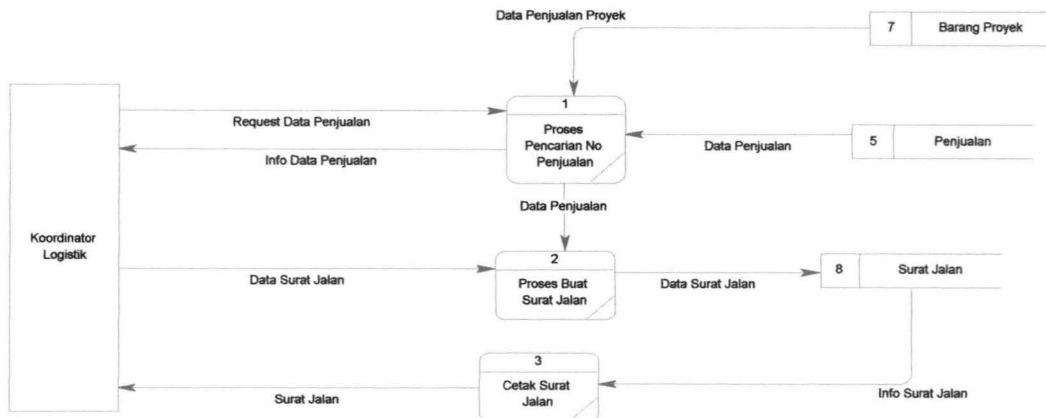 Data Penjualan Proyek
7
Barang Proyek
1
Request Data Penjualan
Proses
Pencarian No
Penjualan
Info Data Penjualan
Data Penjualan
5
Penjualan
Data Penjualan
Koordinator
Logistik
2
Data Surat Jalan
Proses Buat
Surat Jalan
Data Surat Jalan
8
Surat Jalan
3
Cetak Surat
Jalan
Surat Jalan
Info Surat Jalan